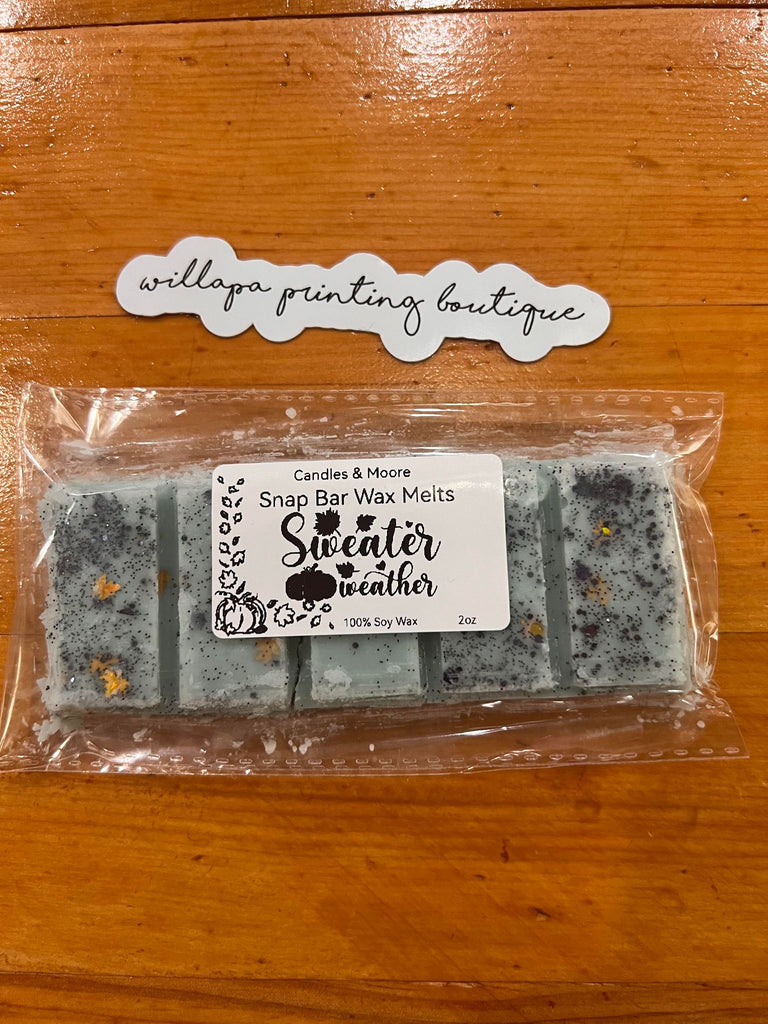 willapa printing boutique
Candles & Moore
Snap Bar Wax Melts
Sweater
weather
100% Soy Wax 2oz